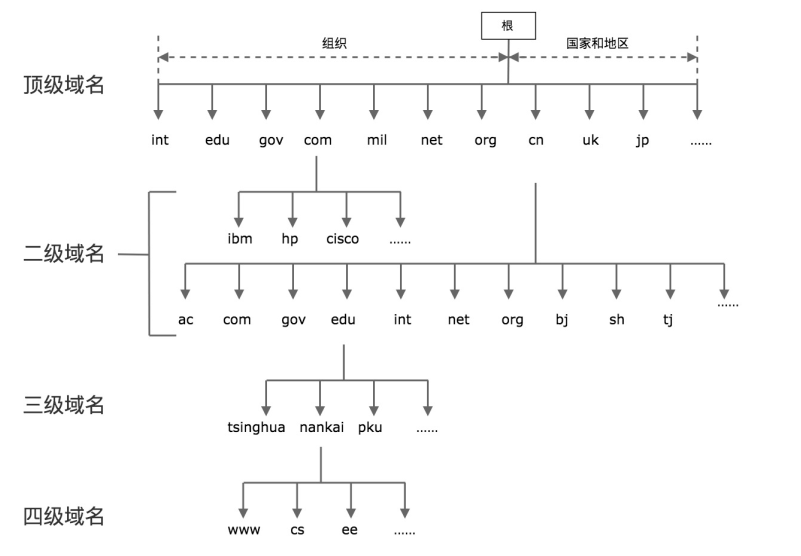 根
组织
国家和地区
顶级域名
int edu gov com mil net org cn uk jp ......
二级域名
ibm hp cisco ......
ac com gov edu int net org bj sh tj ......
三级域名
tsinghua nankai pku ......
四级域名
www cs ee ......